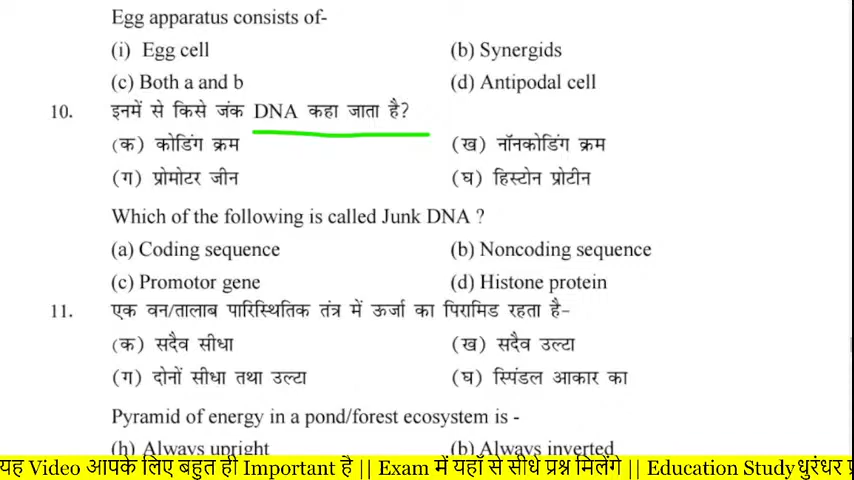 Egg apparatus consists of-
(i) Egg cell (b) Synergids
(c) Both a and b (d) Antipodal cell
10. इनमें से किसे जंक DNA कहा जाता है?
(क) कोडिंग क्रम (ख) नॉनकोडिंग क्रम
(ग) प्रोमोटर जीन (घ) हिस्टोन प्रोटीन
Which of the following is called Junk DNA ?
(a) Coding sequence (b) Noncoding sequence
(c) Promotor gene (d) Histone protein
11. एक वन/तालाब पारिस्थितिक तंत्र में ऊर्जा का पिरामिड रहता है–
(क) सदैव सीधा (ख) सदैव उल्टा
(ग) दोनों सीधा तथा उल्टा (घ) स्पिंडल आकार का
Pyramid of energy in a pond/forest ecosystem is -
(h) Always upright (b) Always inverted
यह Video आपके लिए बहुत ही Important है || Exam में यहाँ से सीधे प्रश्न मिलेंगे || Education Study धुरंधर